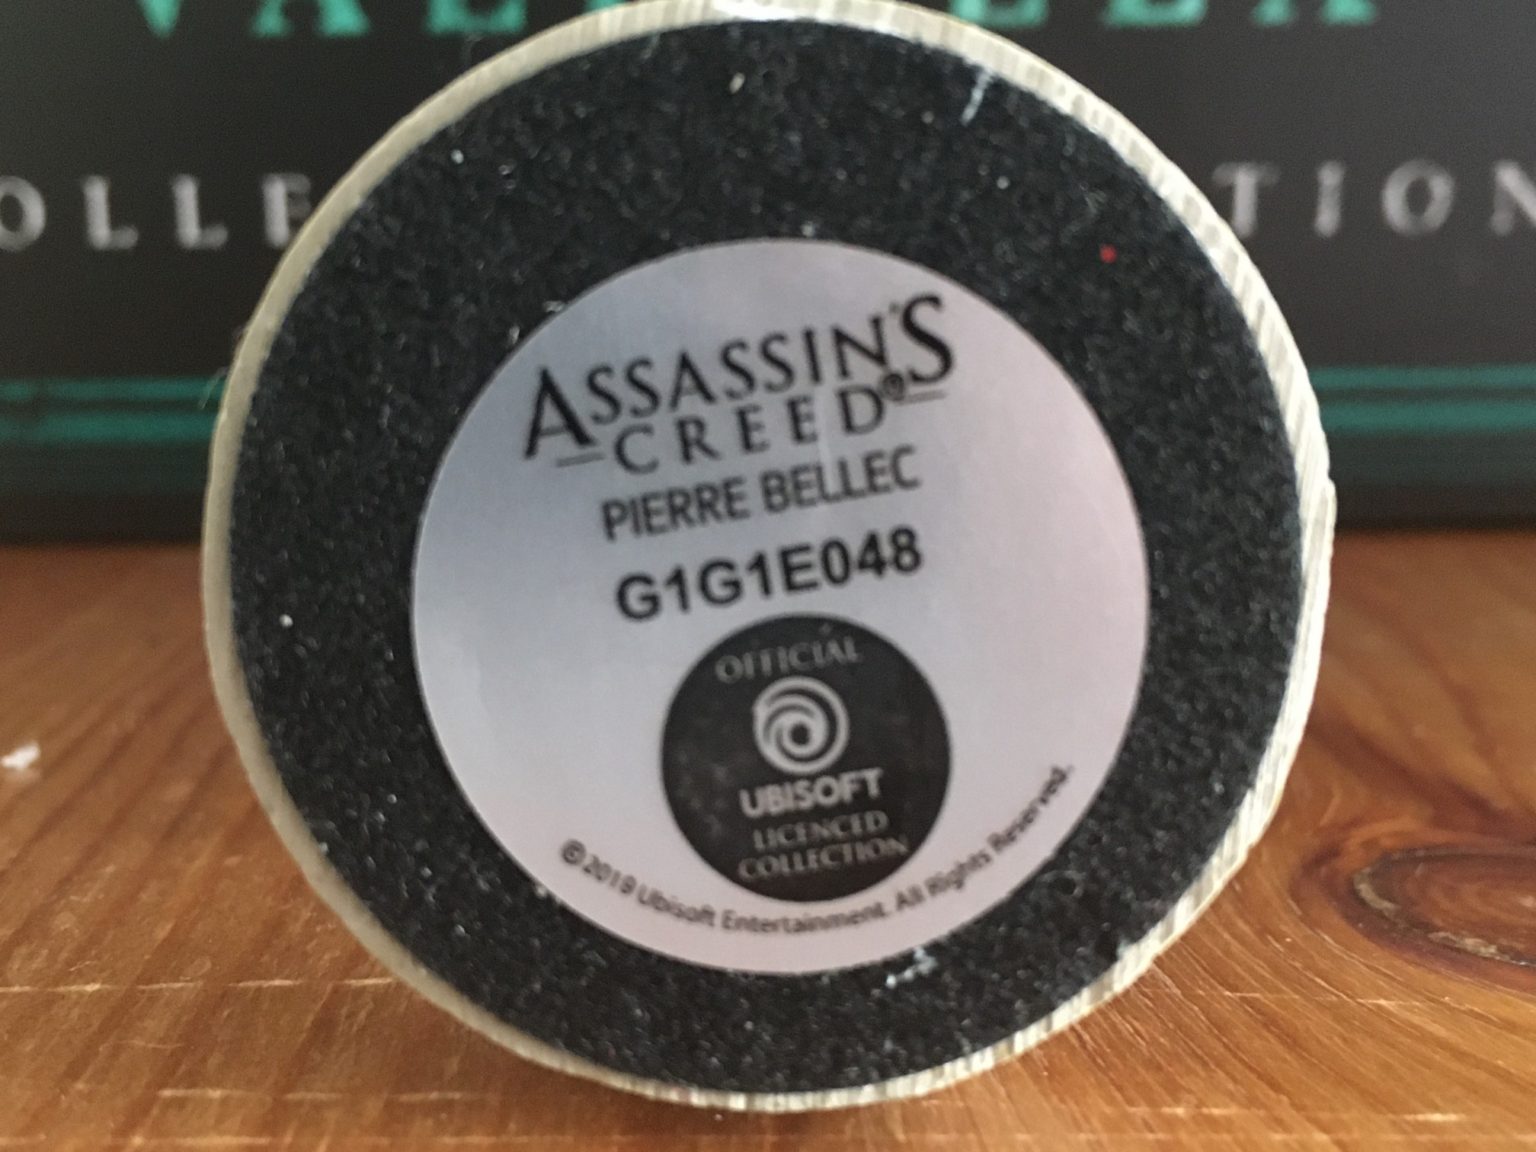 OLLE TION
ASSASSIN'S
CREED®
PIERRE BELLEC
G1G1E048
OFFICIAL
UBISOFT
LICENCED
COLLECTION
© 2019 Ubisoft Entertainment. All Rights Reserved.